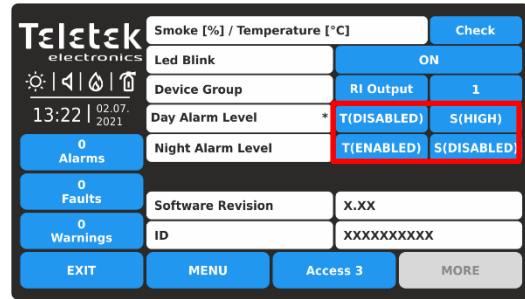 Teletek
electronics
13:22 | 02.07.
2021
0
Alarms
0
Faults
0
Warnings
Smoke [%] / Temperature [°C] Check
Led Blink ON
Device Group RI Output 1
Day Alarm Level * T(DISABLED) S(HIGH)
Night Alarm Level T(ENABLED) S(DISABLED)
Software Revision X.XX
ID XXXXXXXXXX
EXIT MENU Access 3 MORE